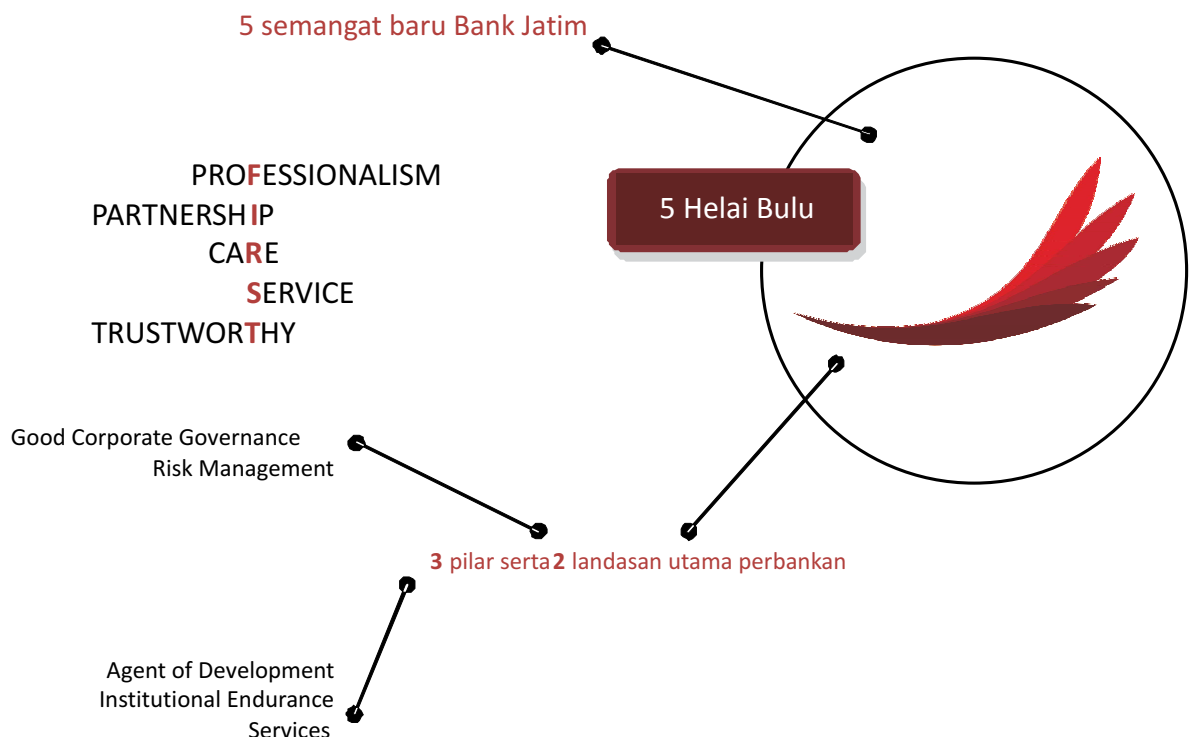 5 semangat baru Bank Jatim
PROFESSIONALISM
PARTNERSHIP
CARE
SERVICE
TRUSTWORTHY
5 Helai Bulu
Good Corporate Governance
Risk Management
3 pilar serta 2 landasan utama perbankan
Agent of Development
Institutional Endurance
Services